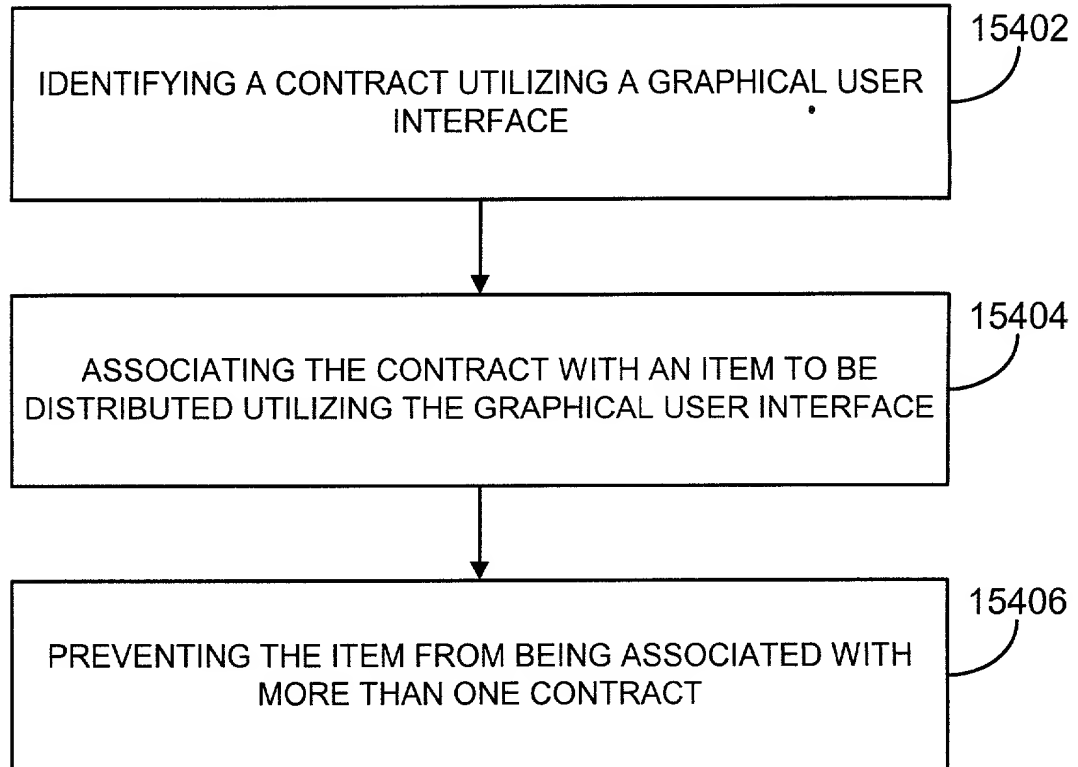 15402
IDENTIFYING A CONTRACT UTILIZING A GRAPHICAL USER
INTERFACE
15404
ASSOCIATING THE CONTRACT WITH AN ITEM TO BE
DISTRIBUTED UTILIZING THE GRAPHICAL USER INTERFACE
15406
PREVENTING THE ITEM FROM BEING ASSOCIATED WITH
MORE THAN ONE CONTRACT